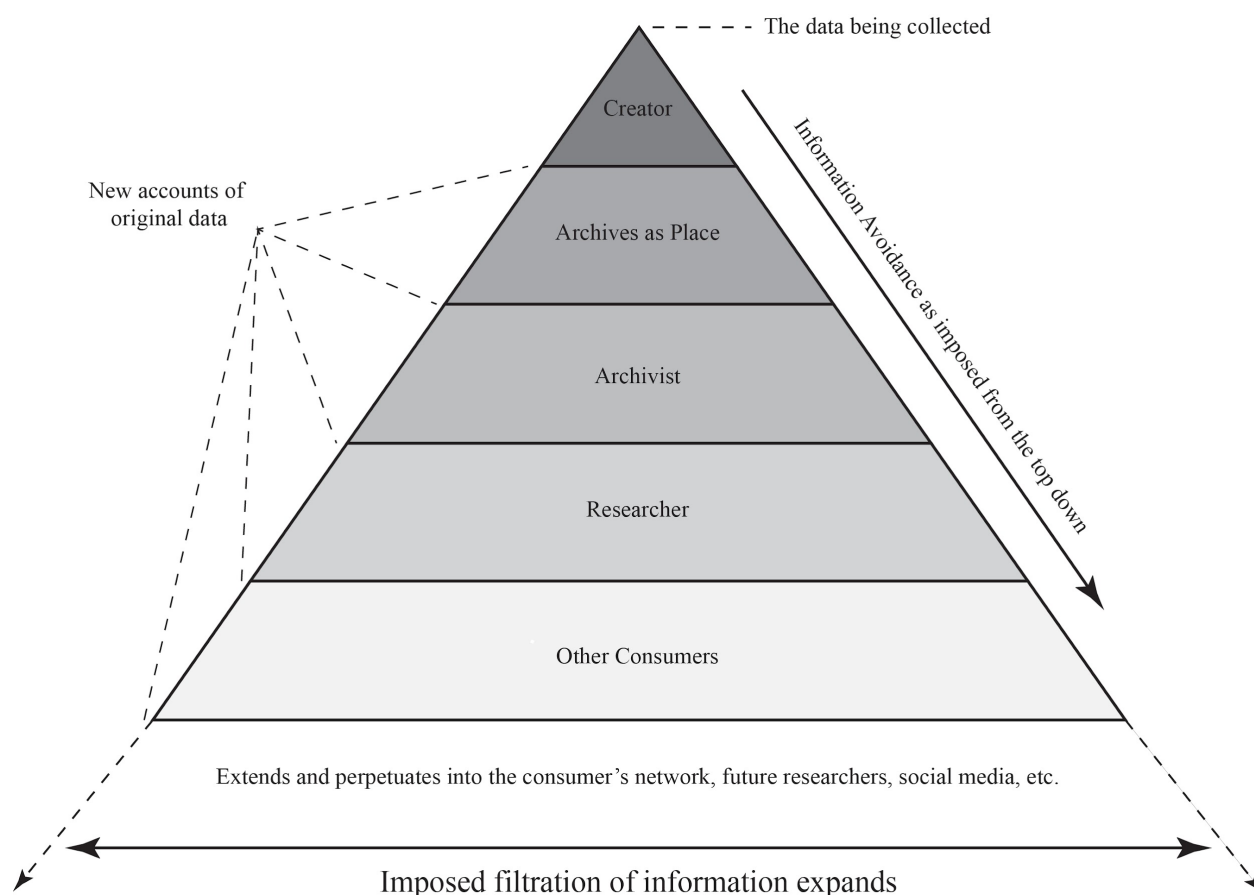 The data being collected
Creator
New accounts of
original data
Archives as Place
Information Avoidance as imposed from the top down
Archivist
Researcher
Other Consumers
Extends and perpetuates into the consumer’s network, future researchers, social media, etc.
Imposed filtration of information expands